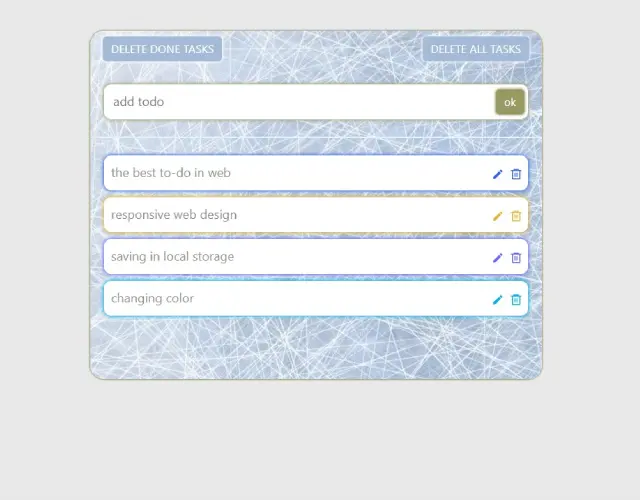 DELETE DONE TASKS
DELETE ALL TASKS
add todo
ok
the best to-do in web
responsive web design
saving in local storage
changing color